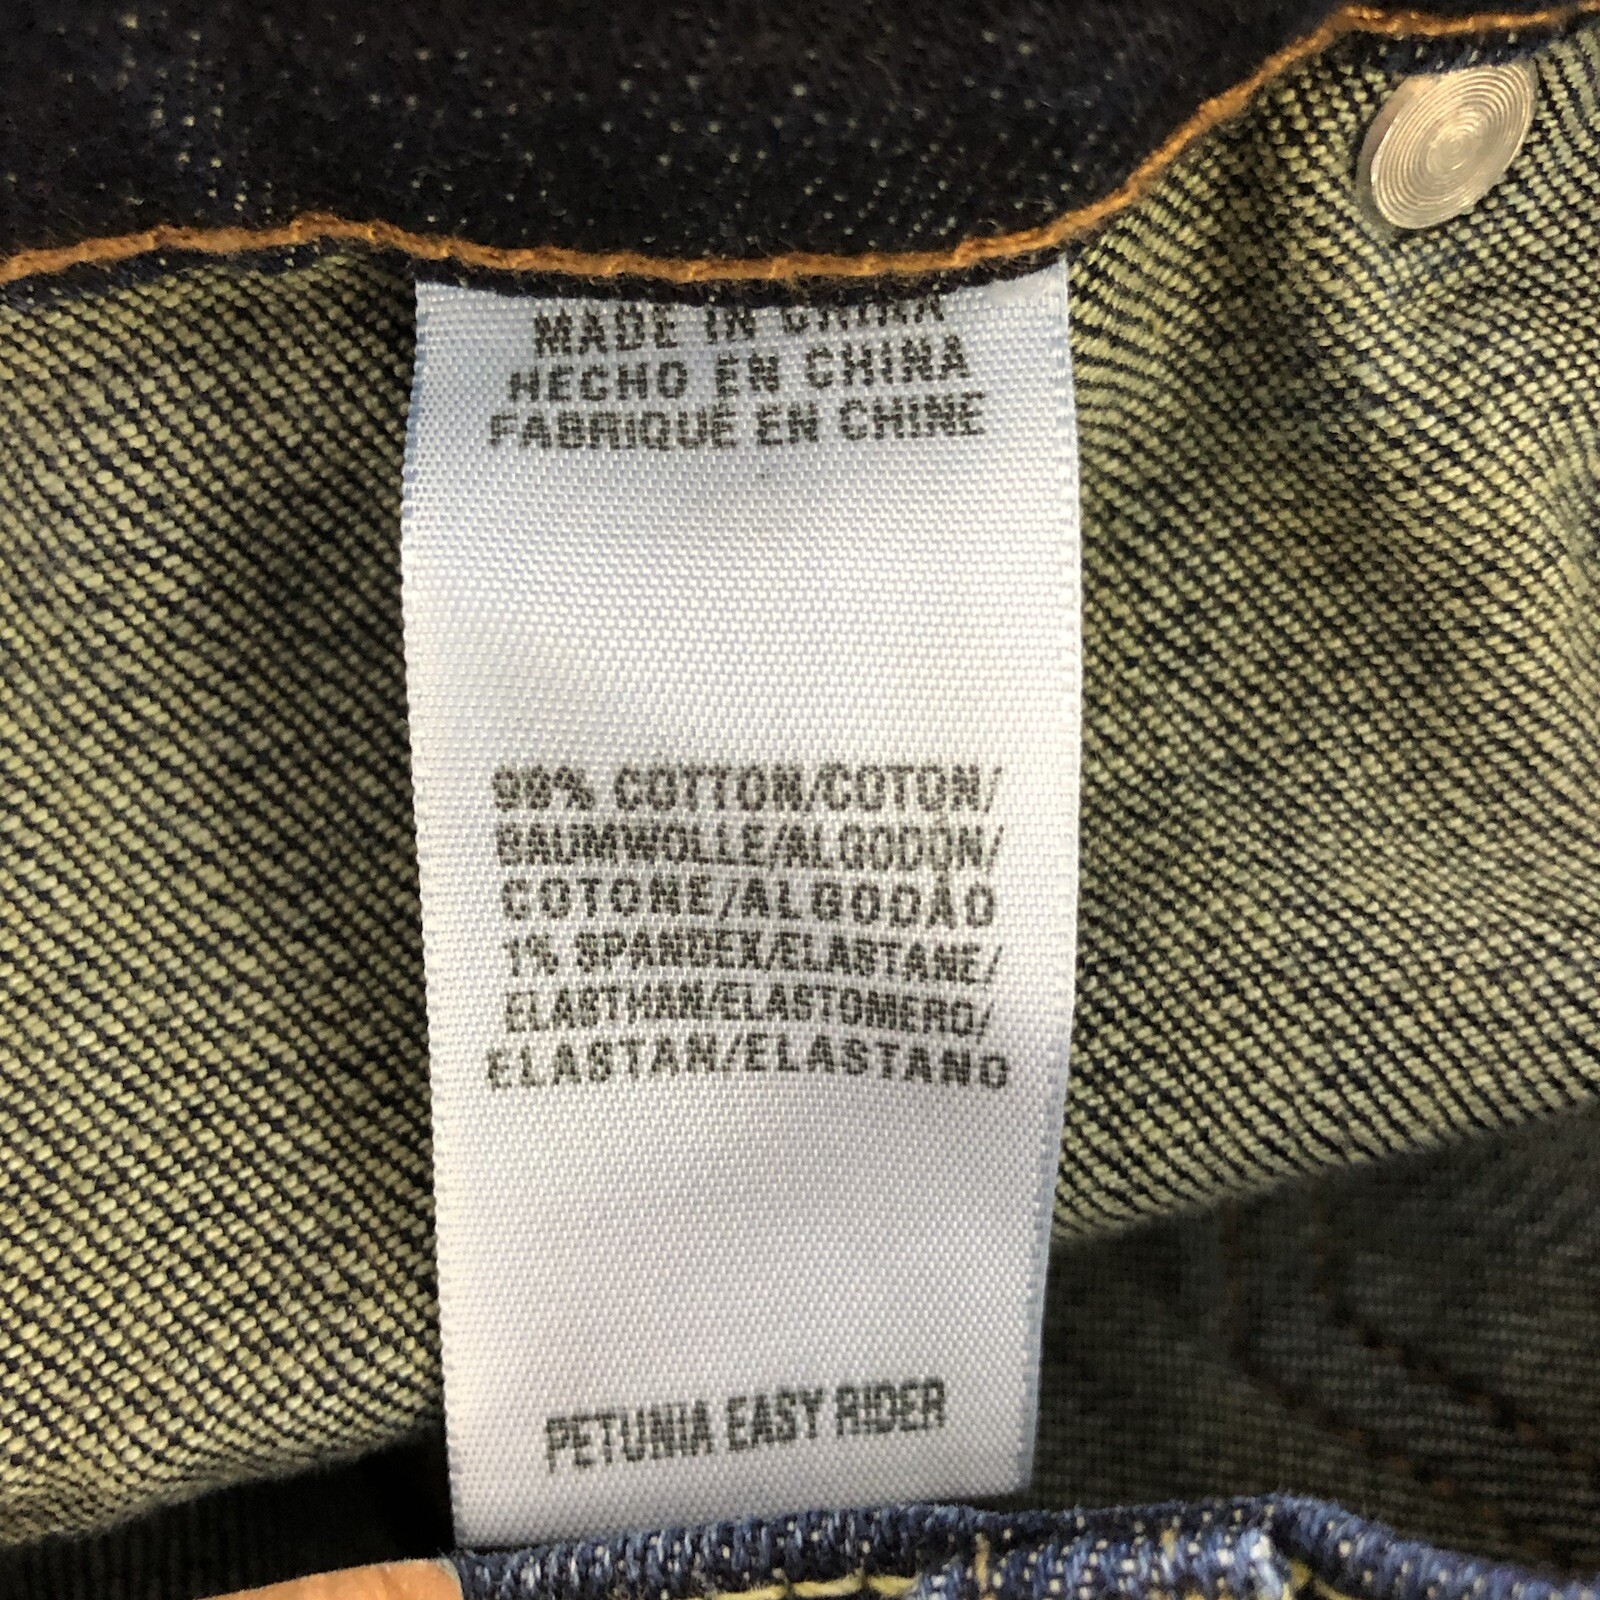 MADE IN CHINA
HECHO EN CHINA
FABRIQUÉ EN CHINE
99% COTTON/COTON/
BAUMWOLLE/ALGODÓN/
COTONE/ALGODÃO
1% SPANDEX/ELASTANE/
ELASTHAN/ELASTOMERO/
ELASTAN/ELASTANO
PETUNIA EASY RIDER